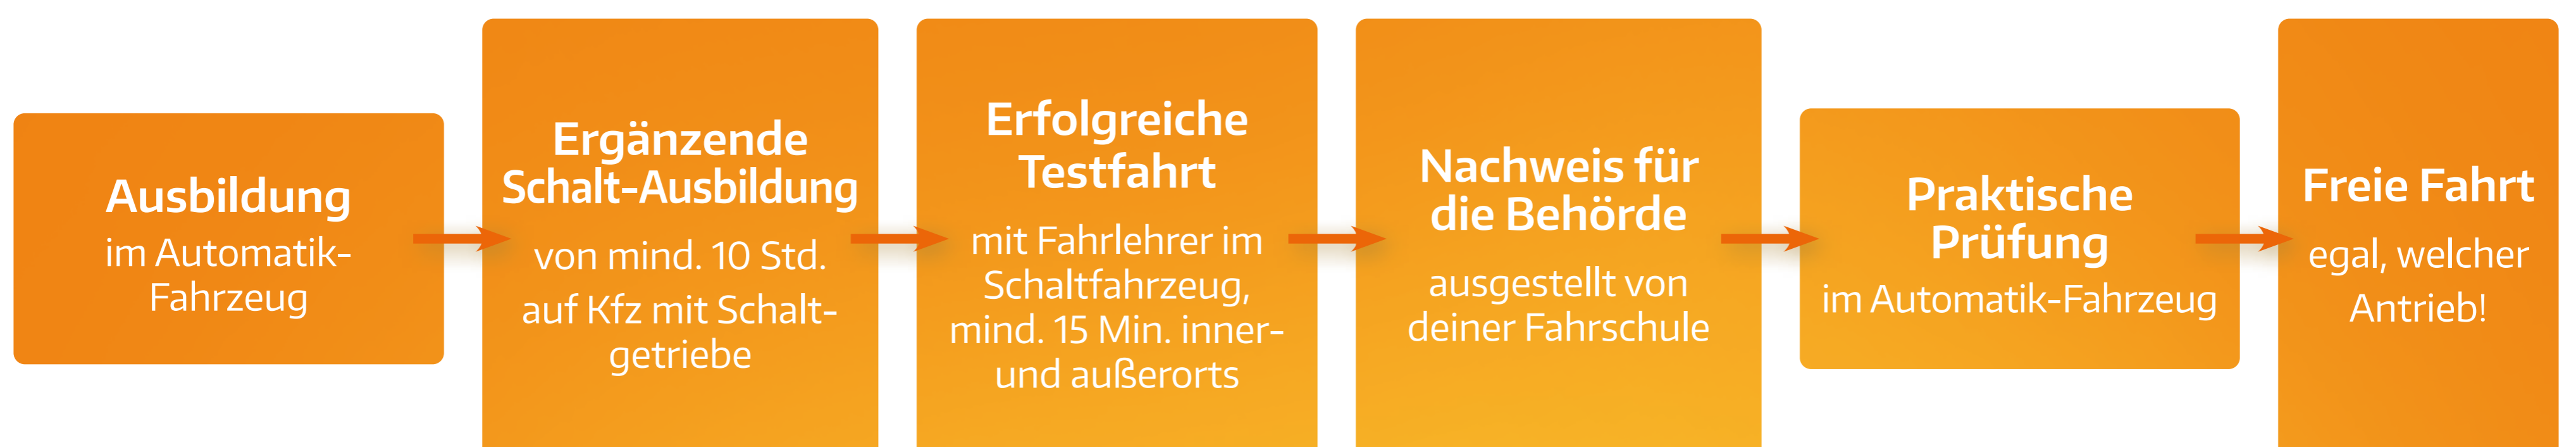 Ausbildung
im Automatik-
Fahrzeug
Ergänzende
Schalt-Ausbildung
von mind. 10 Std.
auf Kfz mit Schalt-
getriebe
Erfolgreiche
Testfahrt
mit Fahrlehrer im
Schaltfahrzeug,
mind. 15 Min. inner-
und außerorts
Nachweis für
die Behörde
ausgestellt von
deiner Fahrschule
Praktische
Prüfung
im Automatik-Fahrzeug
Freie Fahrt
egal, welcher
Antrieb!